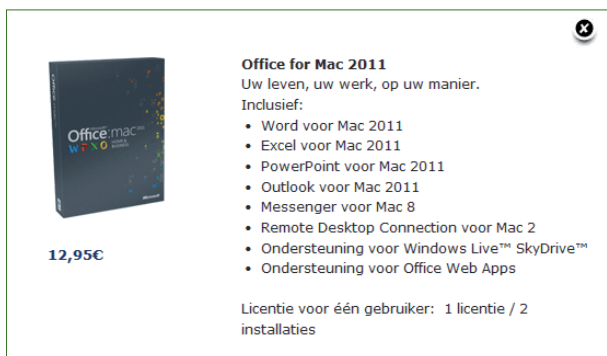 Office for Mac 2011
Uw leven, uw werk, op uw manier.
Inclusief:
• Word voor Mac 2011
• Excel voor Mac 2011
• PowerPoint voor Mac 2011
• Outlook voor Mac 2011
• Messenger voor Mac 8
• Remote Desktop Connection voor Mac 2
• Ondersteuning voor Windows Live™ SkyDrive™
• Ondersteuning voor Office Web Apps
Licentie voor één gebruiker: 1 licentie / 2
installaties
Office:mac 2011
W P X O HOME &
BUSINESS
Microsoft
12,95€